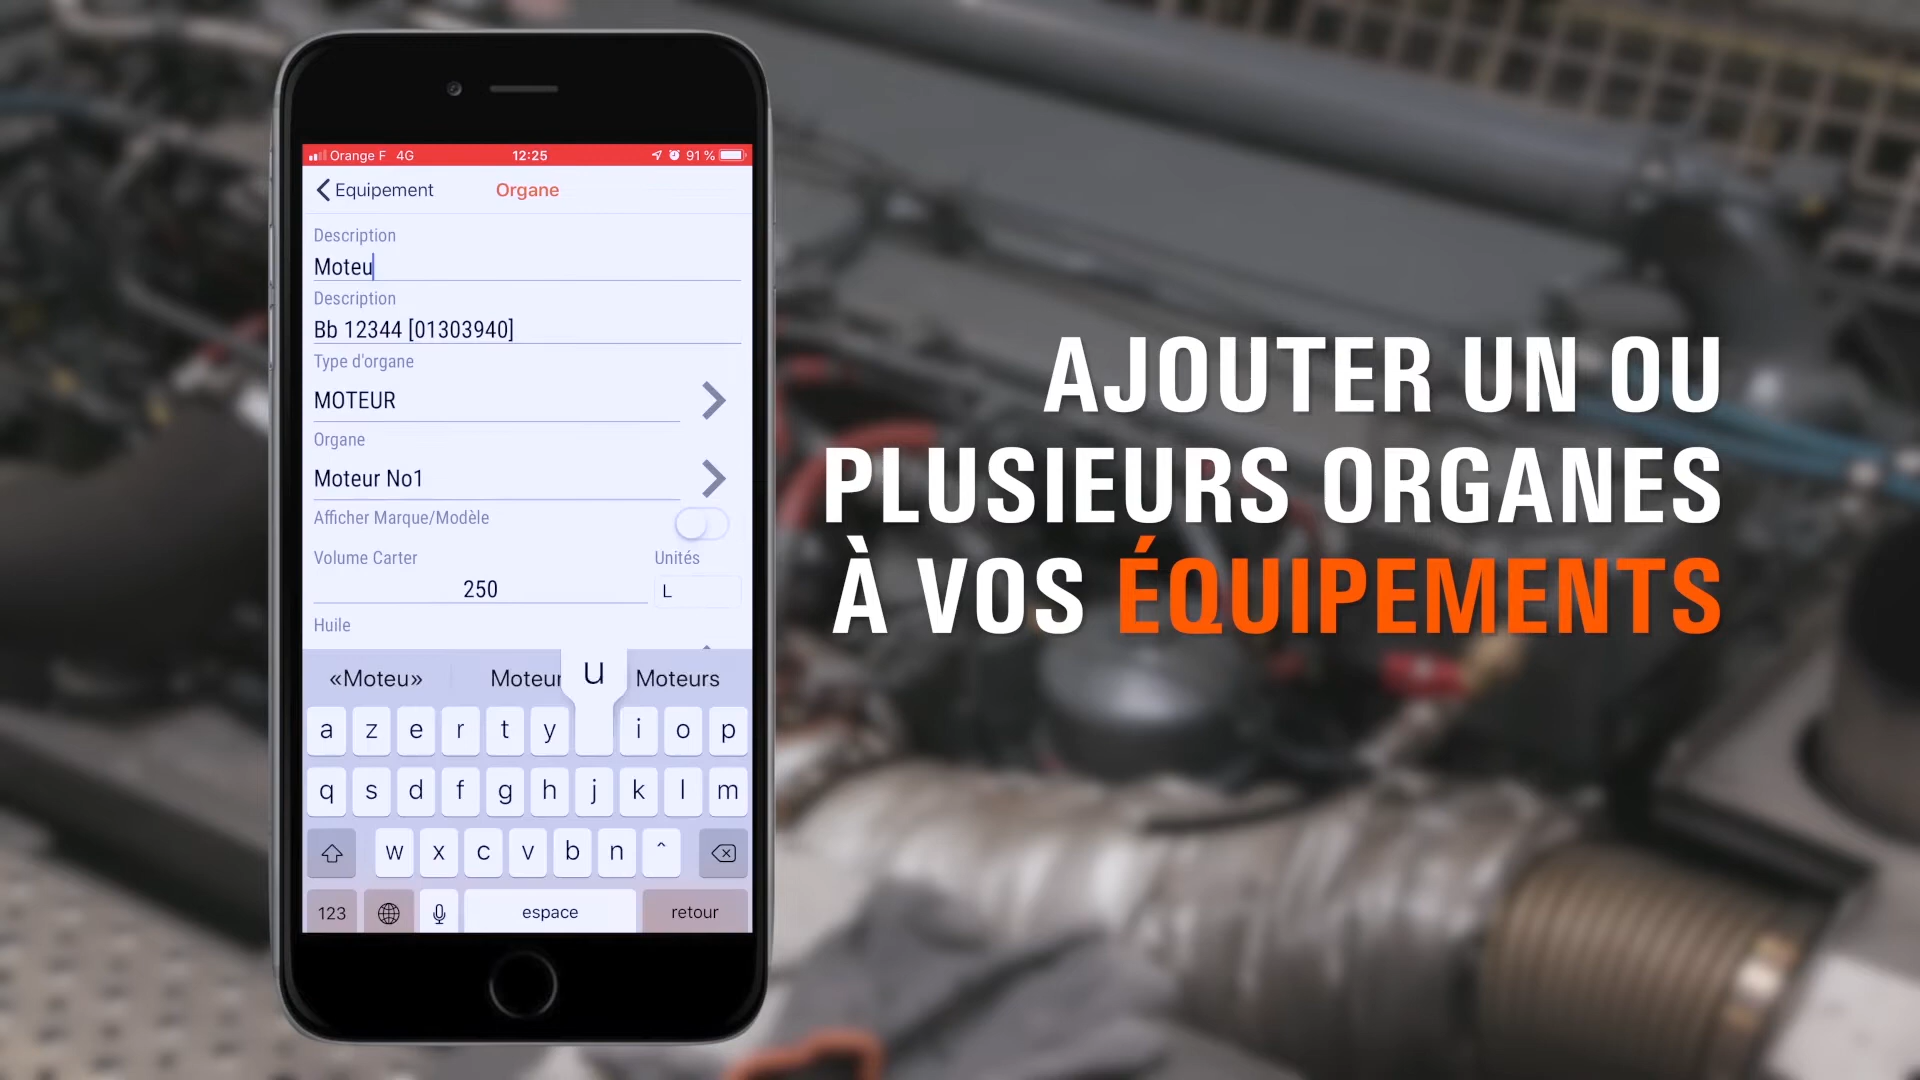 Orange F 4G 12:25 91 %
Equipement Organe
Description
Moteu
Description
Bb 12344 [01303940]
Type d'organe
MOTEUR
Organe
Moteur No1
Afficher Marque/Modèle
Volume Carter Unités
250 L
Huile
«Moteu» Moteur u Moteurs
a z e r t y i o p
q s d f g h j k l m
w x c v b n ^
123 espace retour
AJOUTER UN OU
PLUSIEURS ORGANES
À VOS ÉQUIPEMENTS